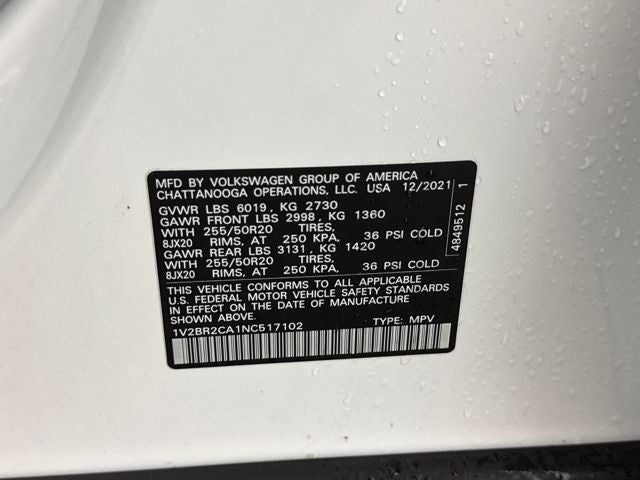 MFD BY VOLKSWAGEN GROUP OF AMERICA
CHATTANOOGA OPERATIONS, LLC. USA 12/2021
GVWR LBS 6019, KG 2730
GAWR FRONT LBS 2998, KG 1360
WITH 255/50R20 TIRES,
8JX20 RIMS, AT 250 KPA, 36 PSI COLD
GAWR REAR LBS 3131, KG 1420
WITH 255/50R20 TIRES,
8JX20 RIMS, AT 250 KPA, 36 PSI COLD
THIS VEHICLE CONFORMS TO ALL APPLICABLE
U.S. FEDERAL MOTOR VEHICLE SAFETY STANDARDS
IN EFFECT ON THE DATE OF MANUFACTURE
SHOWN ABOVE.
1V2BR2CA1NC517102 TYPE: MPV
4849512 1